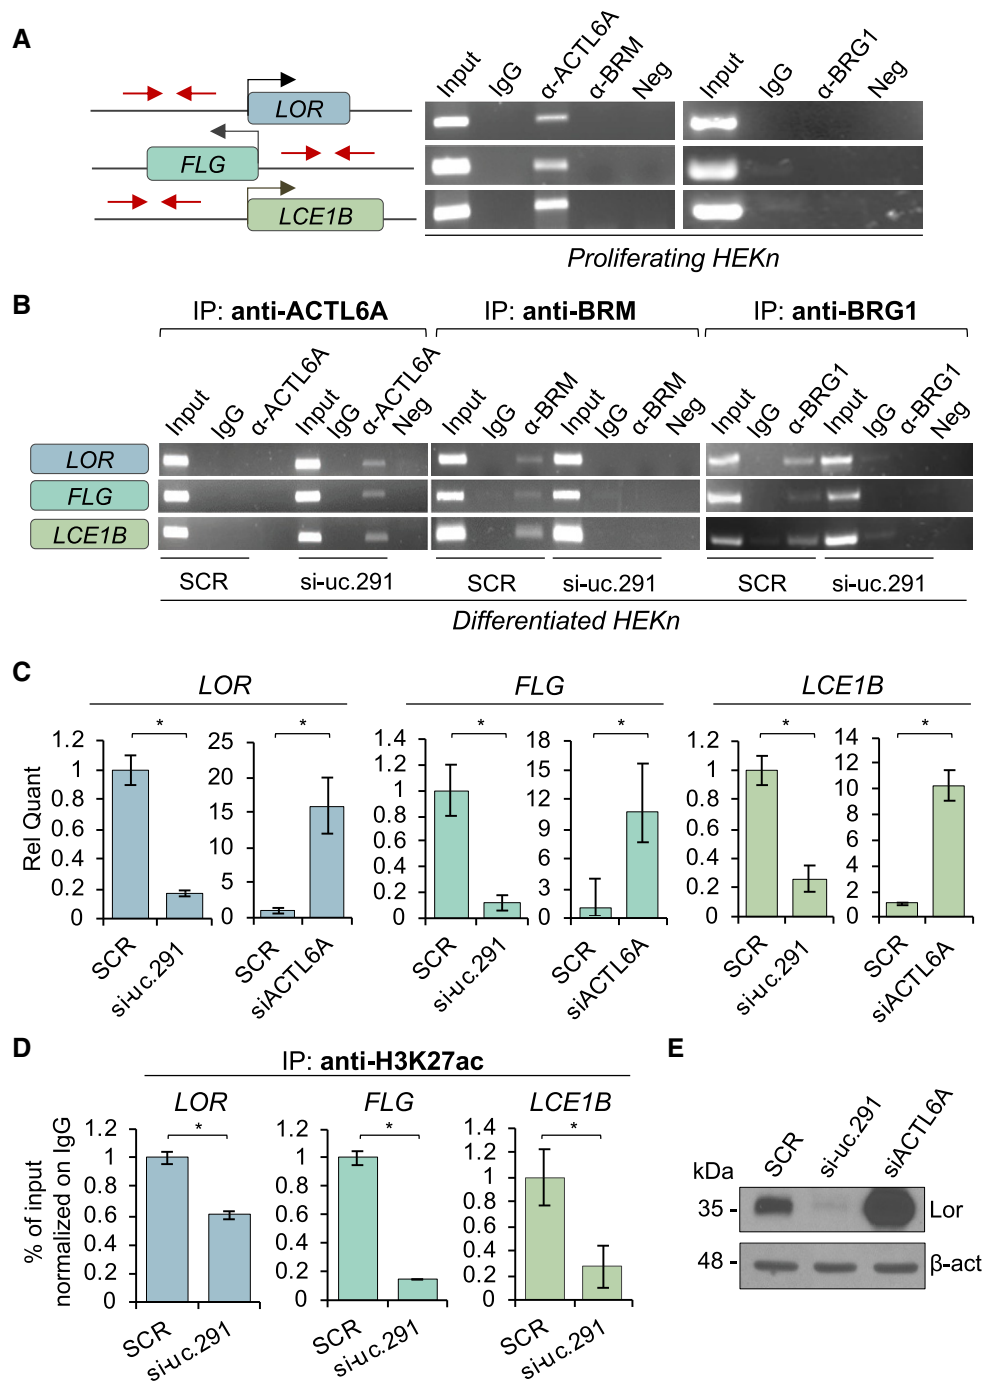 A
Input IgG α-ACTL6A α-BRM Neg Input IgG α-BRG1 Neg
LOR
FLG
LCE1B
Proliferating HEKn
B
IP: anti-ACTL6A IP: anti-BRM IP: anti-BRG1
Input IgG α-ACTL6A Input IgG α-ACTL6A Neg Input IgG α-BRM Input IgG α-BRM Neg Input IgG α-BRG1 Input IgG α-BRG1 Neg
LOR
FLG
LCE1B
SCR si-uc.291 SCR si-uc.291 SCR si-uc.291
Differentiated HEKn
C
LOR FLG LCE1B
* * * * * *
Rel Quant
1.2 1 0.8 0.6 0.4 0.2 0
25 20 15 10 5 0
1.4 1.2 1 0.8 0.6 0.4 0.2 0
18 15 12 9 6 3 0
1.2 1 0.8 0.6 0.4 0.2 0
14 12 10 8 6 4 2 0
SCR si-uc.291 SCR siACTL6A SCR si-uc.291 SCR siACTL6A SCR si-uc.291 SCR siACTL6A
D
IP: anti-H3K27ac
LOR FLG LCE1B
* * *
% of input
normalized on IgG
1.2 1 0.8 0.6 0.4 0.2 0
1.2 1 0.8 0.6 0.4 0.2 0
1.4 1.2 1 0.8 0.6 0.4 0.2 0
SCR si-uc.291 SCR si-uc.291 SCR si-uc.291
E
kDa SCR si-uc.291 siACTL6A
35 - Lor
48 - β-act